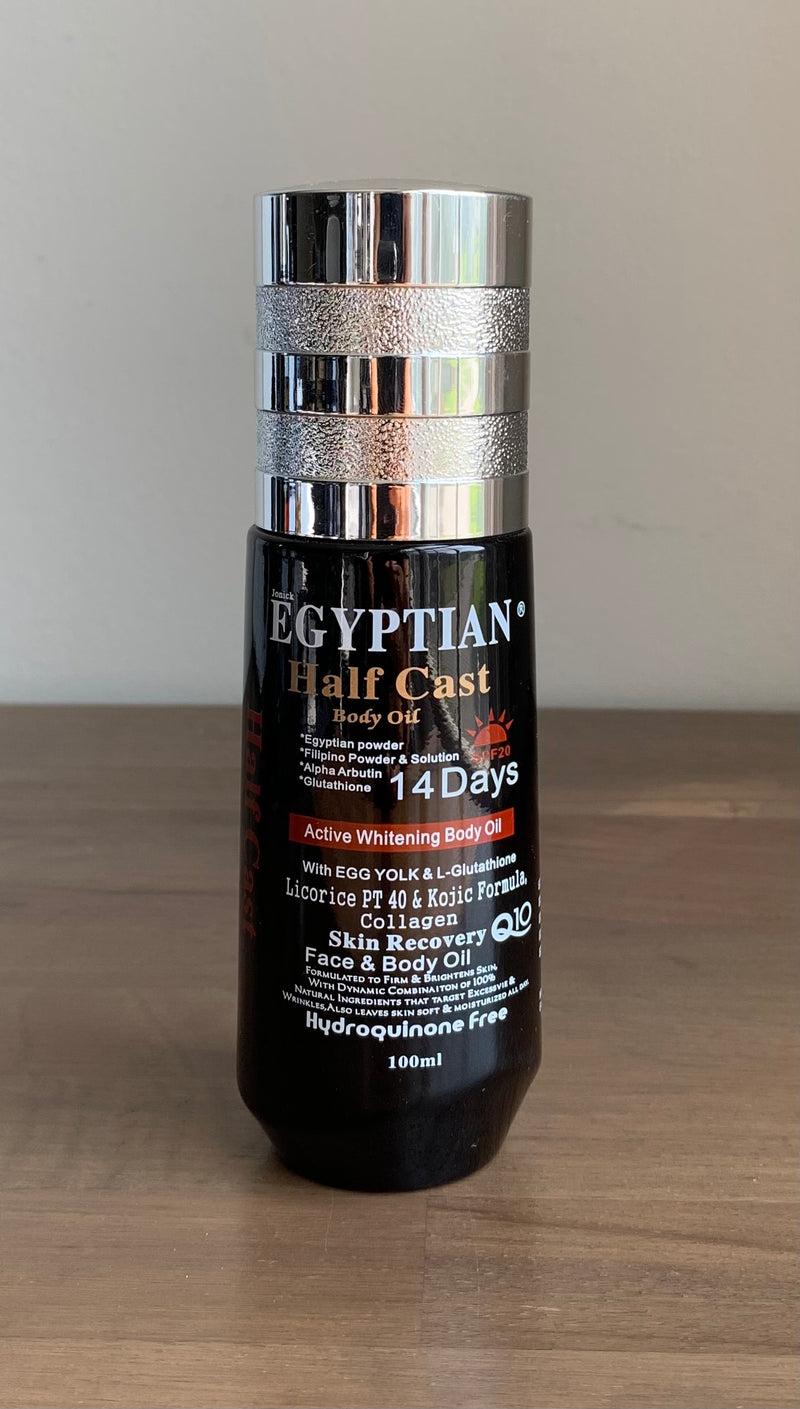 Jonick
EGYPTIAN®
Half Cast
Body Oil
*Egyptian powder
*Filipino Powder & Solution
*Alpha Arbutin
*Glutathione
SPF20
14Days
Active Whitening Body Oil
With EGG YOLK & L-Glutathione
Licorice PT 40 & Kojic Formula,
Collagen
Skin Recovery
Q10
Face & Body Oil
FORMULATED TO FIRM & BRIGHTENS SKIN,
WITH DYNAMIC COMBINAITON OF 100%
NATURAL INGREDIENTS THAT TARGET EXCESSVIE &
WRINKLES,ALSO LEAVES SKIN SOFT & MOISTURIZED ALL DAY.
Hydroquinone Free
100ml
Half Cast